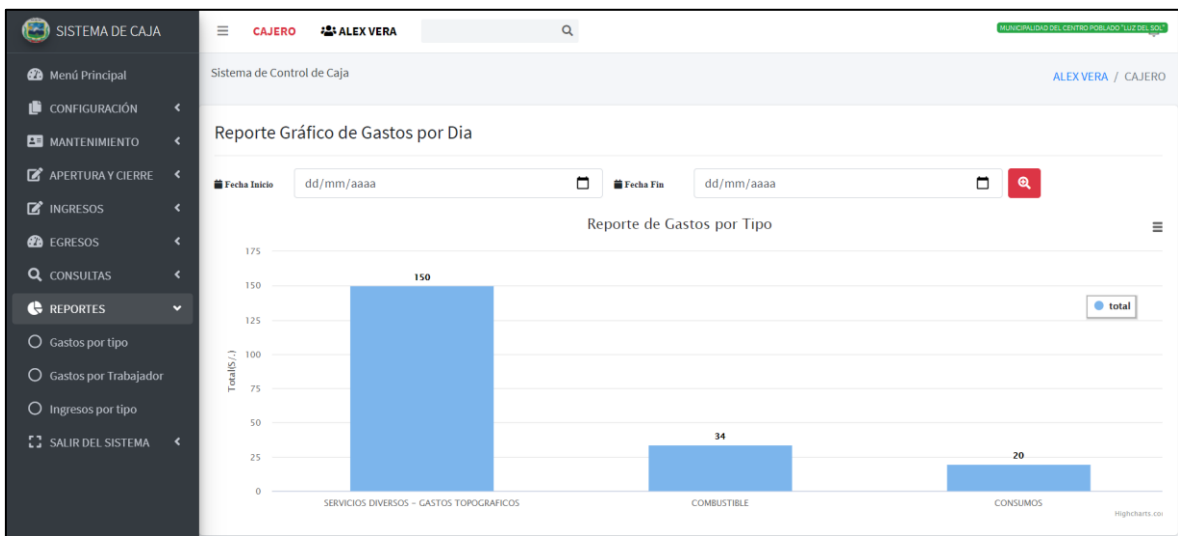 SISTEMA DE CAJA
CAJERO
ALEX VERA
MUNICIPALIDAD DEL CENTRO POBLADO "LUZ DEL SOL"
Menú Principal
CONFIGURACIÓN
MANTENIMIENTO
APERTURA Y CIERRE
INGRESOS
EGRESOS
CONSULTAS
REPORTES
Gastos por tipo
Gastos por Trabajador
Ingresos por tipo
SALIR DEL SISTEMA
Sistema de Control de Caja
ALEX VERA / CAJERO
Reporte Gráfico de Gastos por Dia
Fecha Inicio
dd/mm/aaaa
Fecha Fin
dd/mm/aaaa
Reporte de Gastos por Tipo
Total(S/.)
175
150
125
100
75
50
25
0
150
34
20
total
SERVICIOS DIVERSOS - GASTOS TOPOGRAFICOS
COMBUSTIBLE
CONSUMOS
Highcharts.co